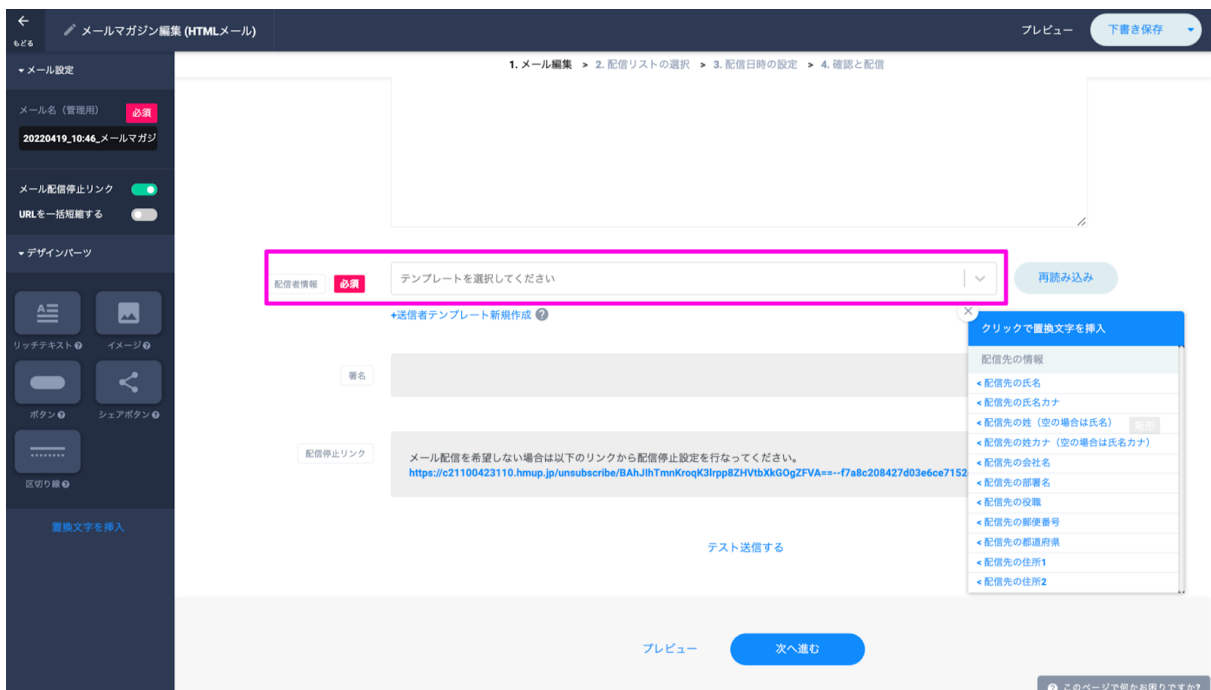 もどる
メールマガジン編集 (HTMLメール)
プレビュー
下書き保存
メール設定
1. メール編集 > 2. 配信リストの選択 > 3. 配信日時の設定 > 4. 確認と配信
メール名（管理用） 必須
20220419_10:46_メールマガジ
メール配信停止リンク
URLを一括短縮する
デザインパーツ
リッチテキスト
イメージ
ボタン
シェアボタン
区切り線
置換文字を挿入
配信者情報 必須
テンプレートを選択してください
再読み込み
+送信者テンプレート新規作成
署名
配信停止リンク
メール配信を希望しない場合は以下のリンクから配信停止設定を行なってください。
クリックで置換文字を挿入
配信先の情報
<配信先の氏名
<配信先の氏名カナ
<配信先の姓（空の場合は氏名）
<配信先の姓カナ（空の場合は氏名カナ）
<配信先の会社名
<配信先の部署名
<配信先の役職
<配信先の郵便番号
<配信先の都道府県
<配信先の住所1
<配信先の住所2
テスト送信する
プレビュー
次へ進む
このページで何かお困りですか?